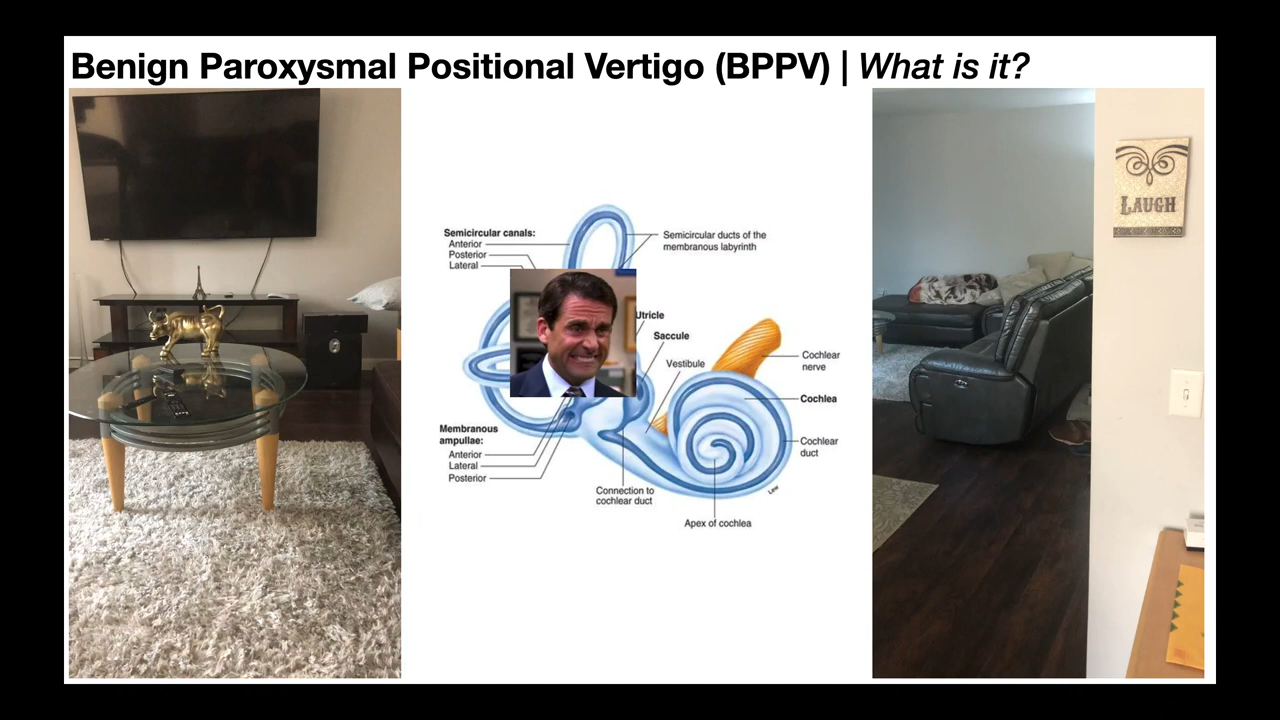 Benign Paroxysmal Positional Vertigo (BPPV) | What is it?
Semicircular canals:
Anterior
Posterior
Lateral
Semicircular ducts of the
membranous labyrinth
Utricle
Saccule
Vestibule
Cochlear
nerve
Cochlea
Cochlear
duct
Membranous
ampullae:
Anterior
Lateral
Posterior
Connection to
cochlear duct
Apex of cochlea
LAUGH